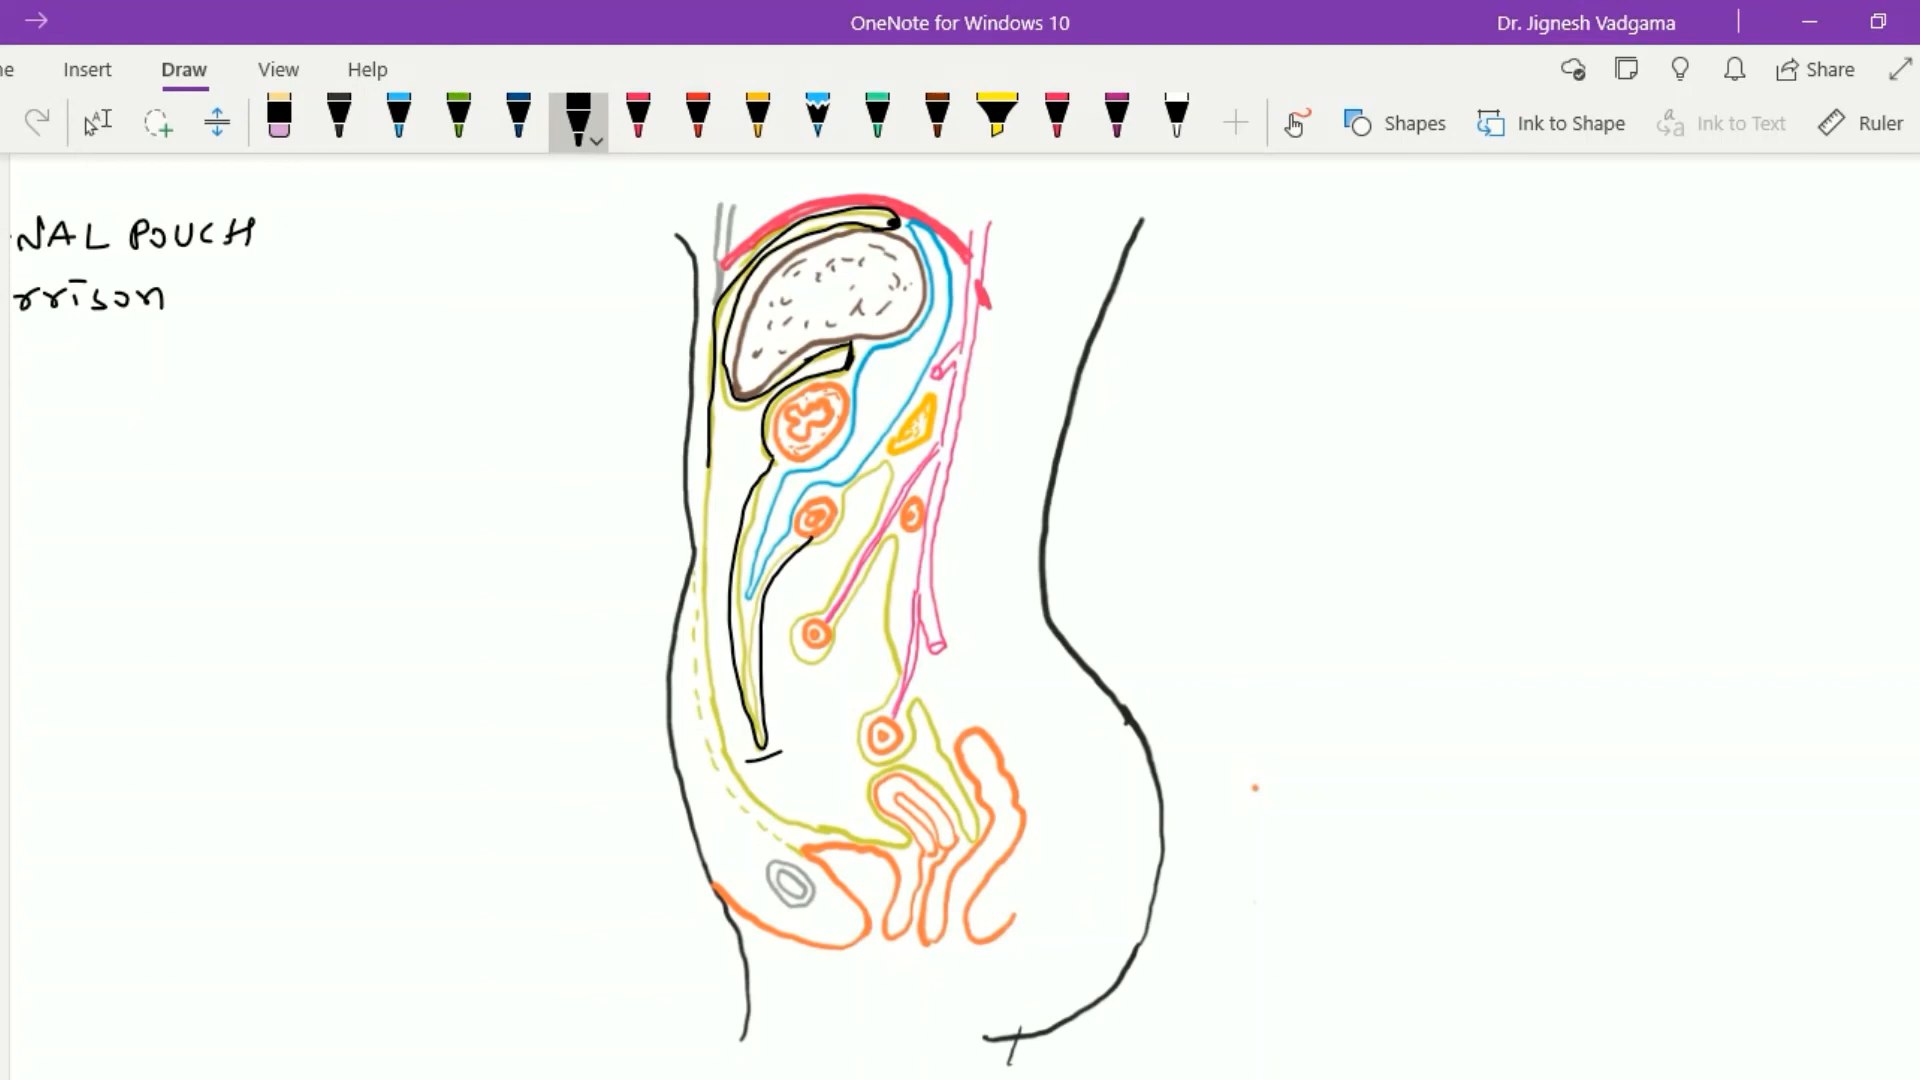 OneNote for Windows 10
Dr. Jignesh Vadgama
Insert Draw View Help
Share
Shapes Ink to Shape Ink to Text Ruler
NAL POUCH
rrison